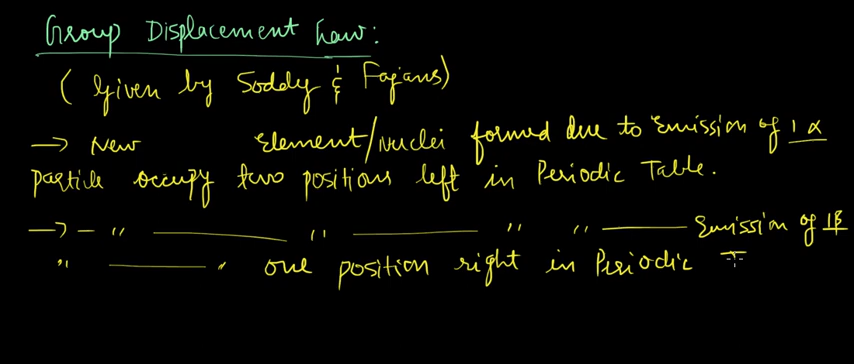 Group Displacement Law:
( Given by Soddy & Fajans)
→ New Element/Nuclei formed due to Emission of 1 α
particle occupy two positions left in Periodic Table.
→ - " ——— " ——— " " ——— Emission of 1β
" ——— " one position right in Periodic T